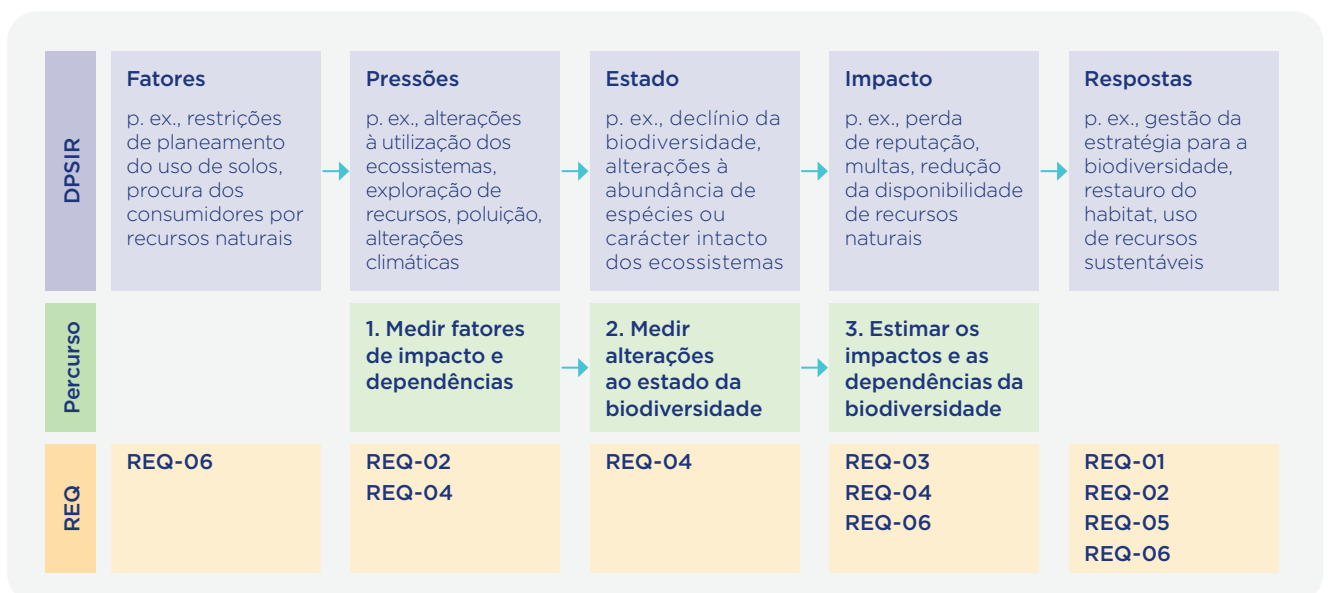 DPSIR
Fatores
p. ex., restrições
de planeamento
do uso de solos,
procura dos
consumidores por
recursos naturais
Pressões
p. ex., alterações
à utilização dos
ecossistemas,
exploração de
recursos, poluição,
alterações
climáticas
Estado
p. ex., declínio da
biodiversidade,
alterações à
abundância de
espécies ou
carácter intacto
dos ecossistemas
Impacto
p. ex., perda
de reputação,
multas, redução
da disponibilidade
de recursos
naturais
Respostas
p. ex., gestão da
estratégia para a
biodiversidade,
restauro do
habitat, uso
de recursos
sustentáveis
Percurso
1. Medir fatores
de impacto e
dependências
2. Medir
alterações
ao estado da
biodiversidade
3. Estimar os
impactos e as
dependências da
biodiversidade
REQ
REQ-06
REQ-02
REQ-04
REQ-04
REQ-03
REQ-04
REQ-06
REQ-01
REQ-02
REQ-05
REQ-06